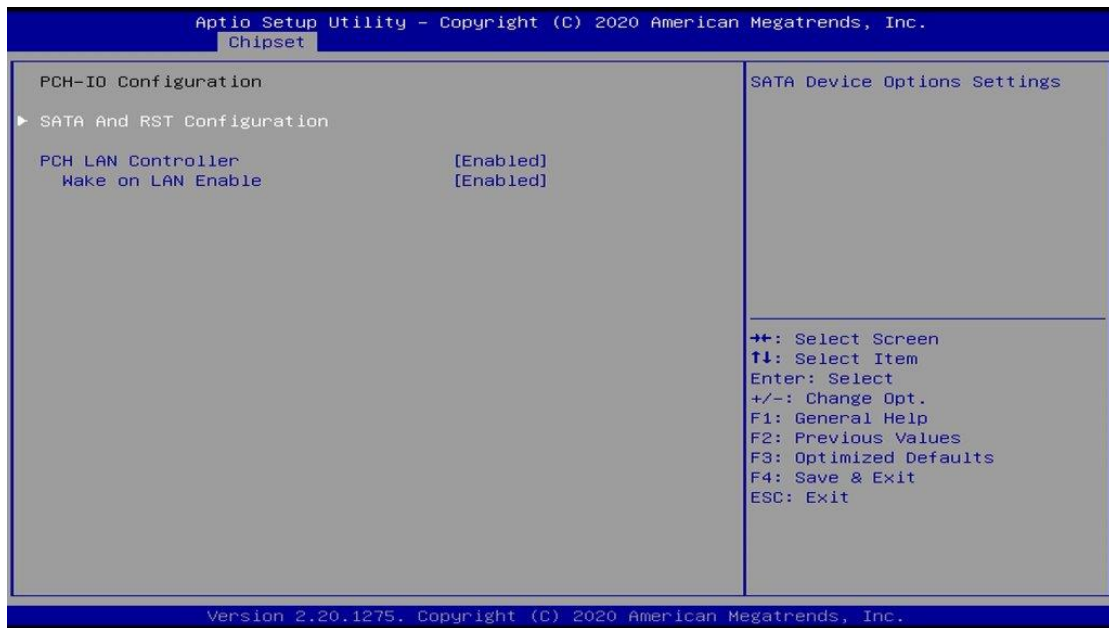 Aptio Setup Utility – Copyright (C) 2020 American Megatrends, Inc.
Chipset
PCH-IO Configuration
SATA And RST Configuration
PCH LAN Controller [Enabled]
Wake on LAN Enable [Enabled]
SATA Device Options Settings
→←: Select Screen
↑↓: Select Item
Enter: Select
+/-: Change Opt.
F1: General Help
F2: Previous Values
F3: Optimized Defaults
F4: Save & Exit
ESC: Exit
Version 2.20.1275. Copyright (C) 2020 American Megatrends, Inc.